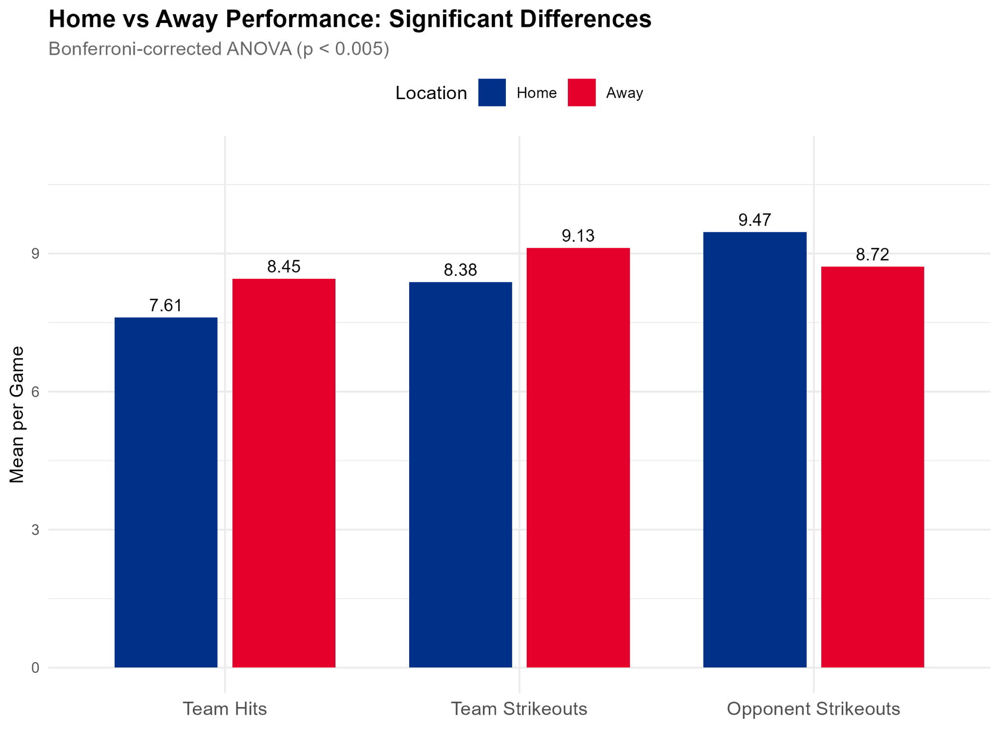 Home vs Away Performance: Significant Differences
Bonferroni-corrected ANOVA (p < 0.005)
Location Home Away
9.47
9.13
9
8.72
8.45
8.38
7.61
Mean per Game
6
3
0
Team Hits Team Strikeouts Opponent Strikeouts